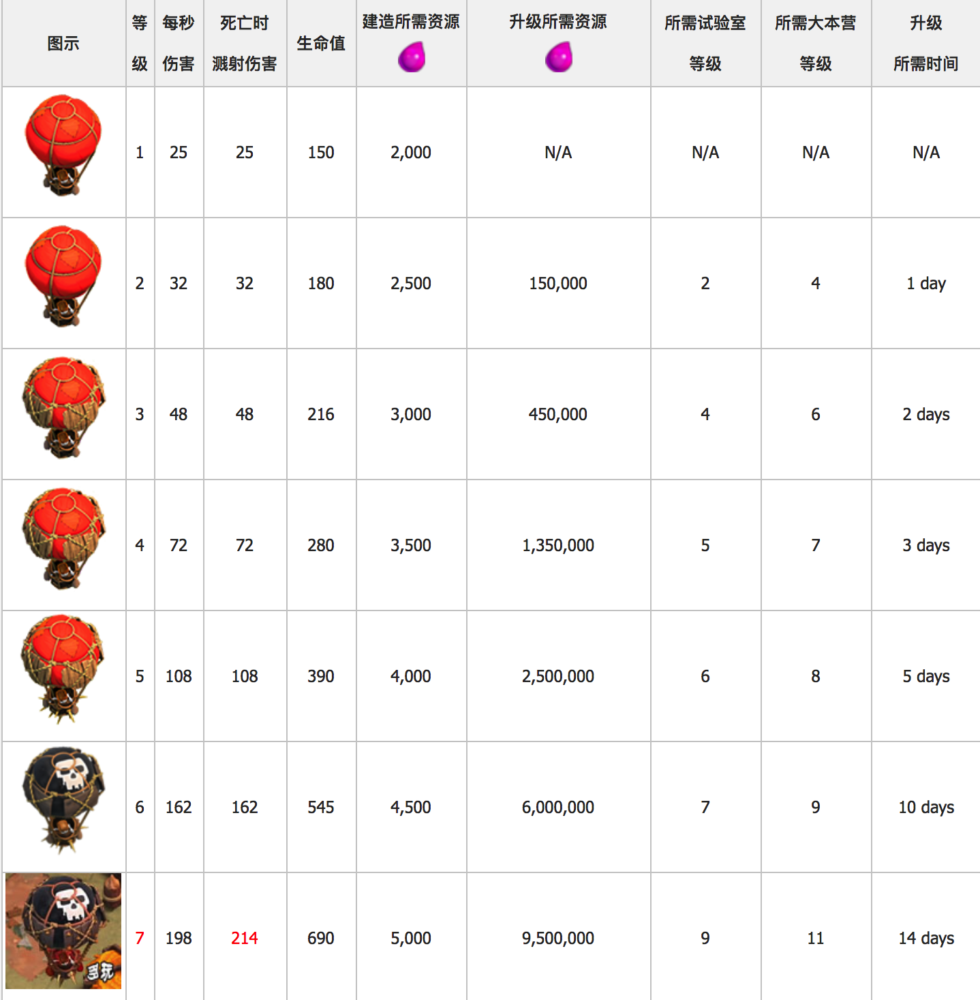 图示 等级 每秒伤害 死亡时溅射伤害 生命值 建造所需资源 升级所需资源 所需试验室等级 所需大本营等级 升级所需时间
1 25 25 150 2,000 N/A N/A N/A N/A
2 32 32 180 2,500 150,000 2 4 1 day
3 48 48 216 3,000 450,000 4 6 2 days
4 72 72 280 3,500 1,350,000 5 7 3 days
5 108 108 390 4,000 2,500,000 6 8 5 days
6 162 162 545 4,500 6,000,000 7 9 10 days
7 198 214 690 5,000 9,500,000 9 11 14 days
多玩